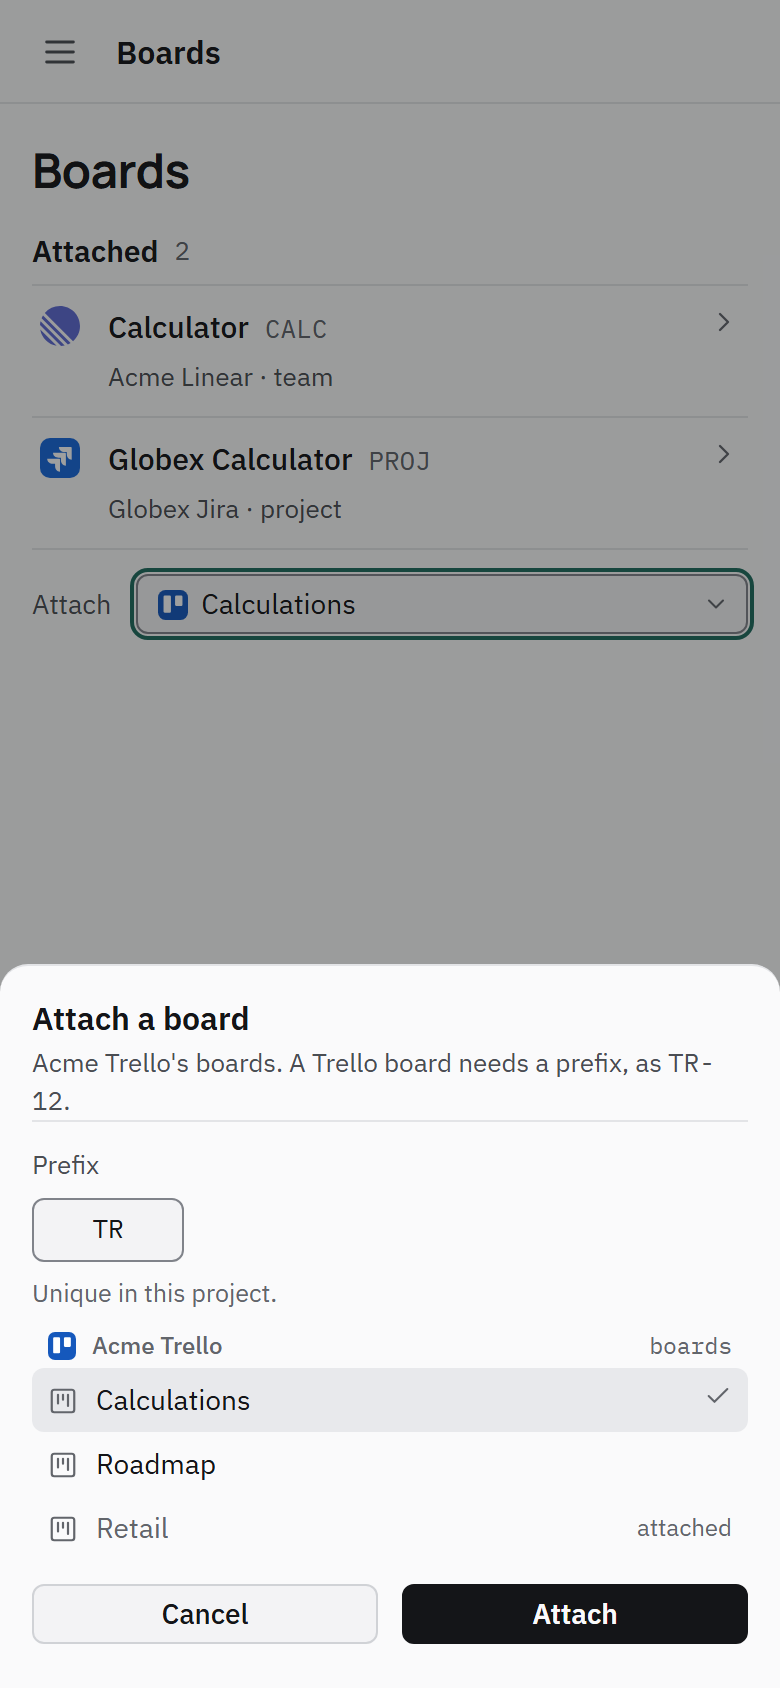 Boards
Boards
Attached 2
Calculator CALC
Acme Linear · team
Globex Calculator PROJ
Globex Jira · project
Attach Calculations
Attach a board
Acme Trello's boards. A Trello board needs a prefix, as TR-
12.
Prefix
TR
Unique in this project.
Acme Trello boards
Calculations
Roadmap
Retail attached
Cancel Attach